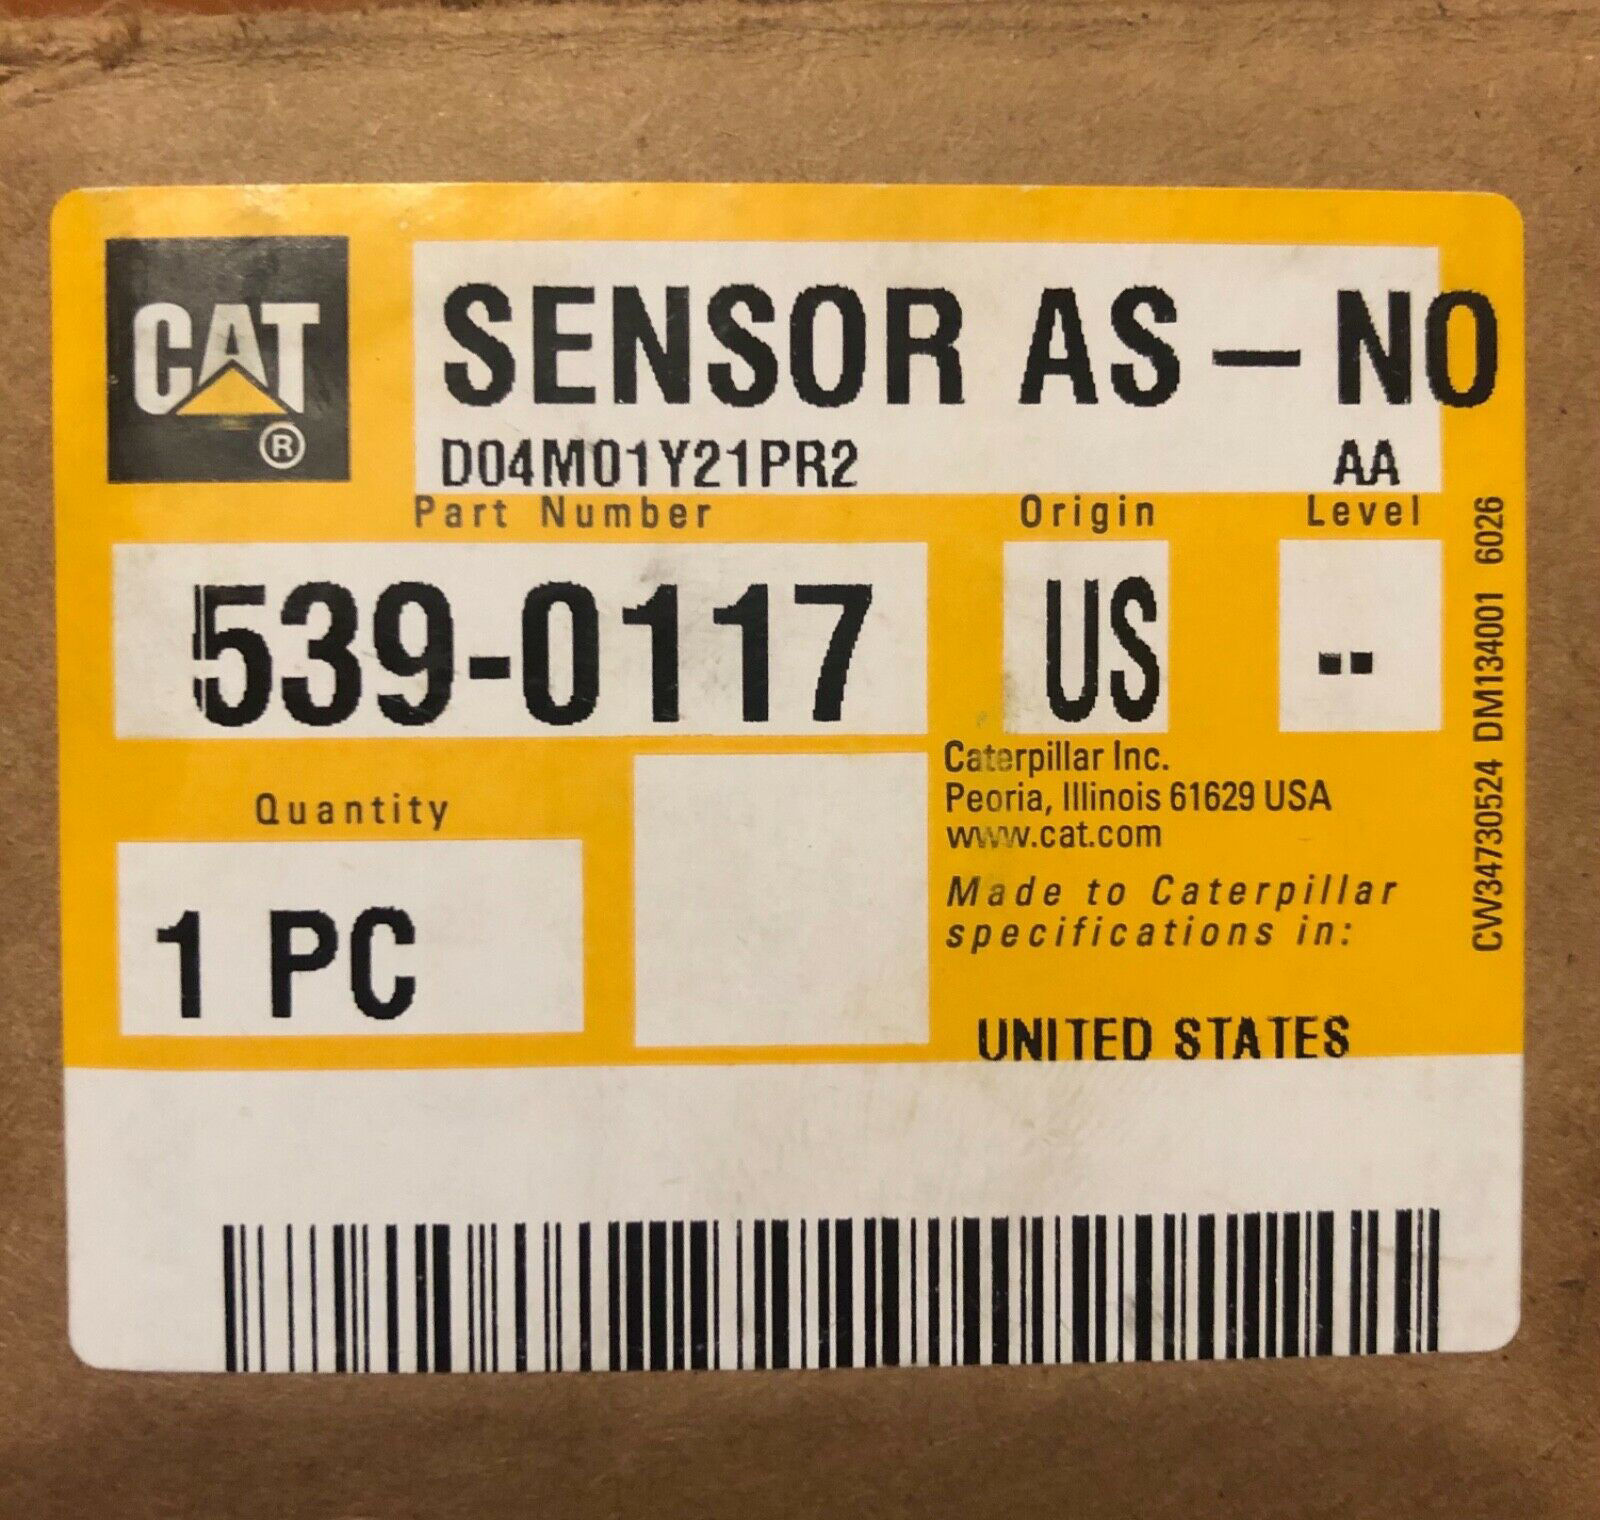 CAT
®
SENSOR AS - NO
D04M01Y21PR2 AA
Part Number Origin Level
539-0117 US --
Caterpillar Inc.
Peoria, Illinois 61629 USA
www.cat.com
Quantity
1 PC
Made to Caterpillar
specifications in:
UNITED STATES
CW34730524 DM134001 6026